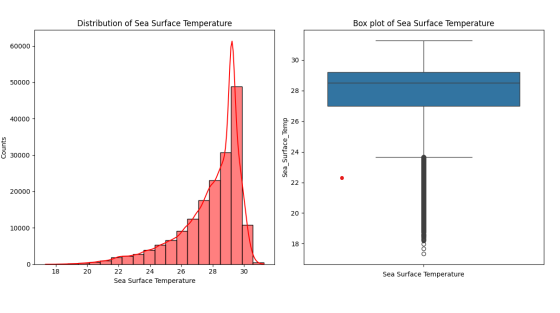 Distribution of Sea Surface Temperature
Counts
60000
50000
40000
30000
20000
10000
0
18 20 22 24 26 28 30
Sea Surface Temperature
Box plot of Sea Surface Temperature
Sea_Surface_Temp
30
28
26
24
22
20
18
Sea Surface Temperature